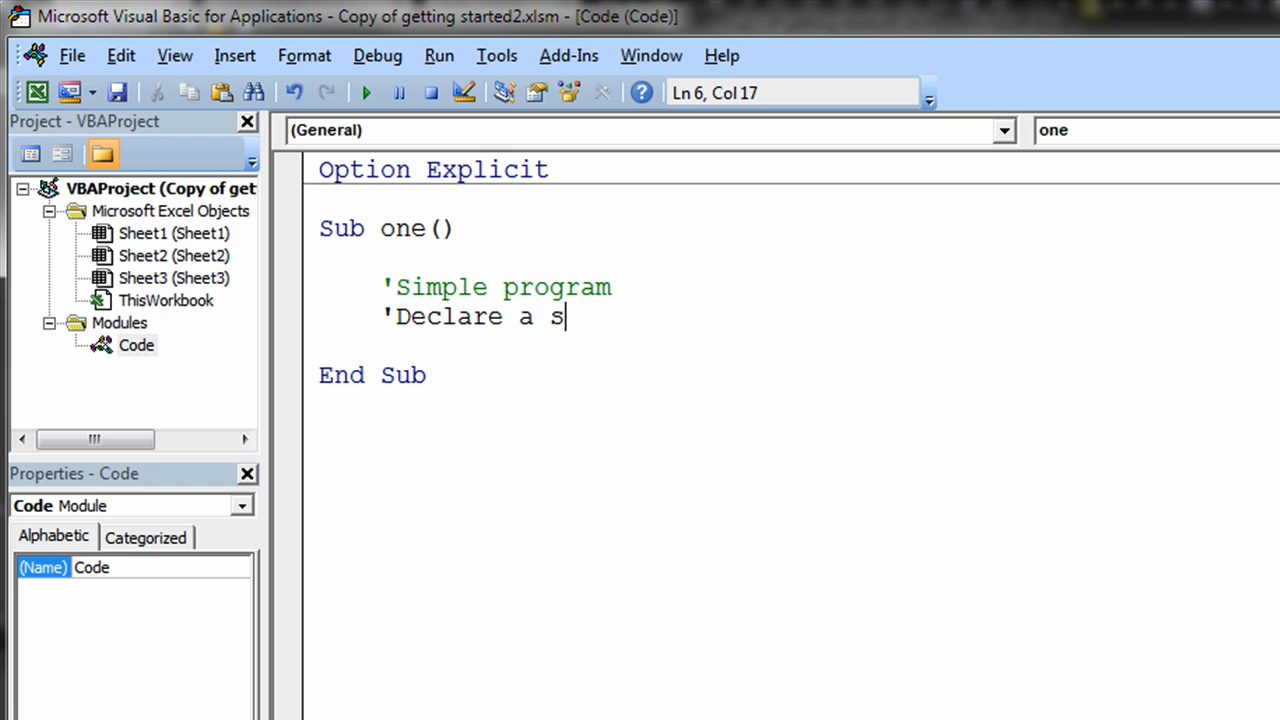 Microsoft Visual Basic for Applications - Copy of getting started2.xlsm - [Code (Code)]
File Edit View Insert Format Debug Run Tools Add-Ins Window Help
Ln 6, Col 17
Project - VBAProject
(General)
one
VBAProject (Copy of get
Microsoft Excel Objects
Sheet1 (Sheet1)
Sheet2 (Sheet2)
Sheet3 (Sheet3)
ThisWorkbook
Modules
Code
Option Explicit
Sub one()
'Simple program
'Declare a s
End Sub
Properties - Code
Code Module
Alphabetic Categorized
(Name) Code